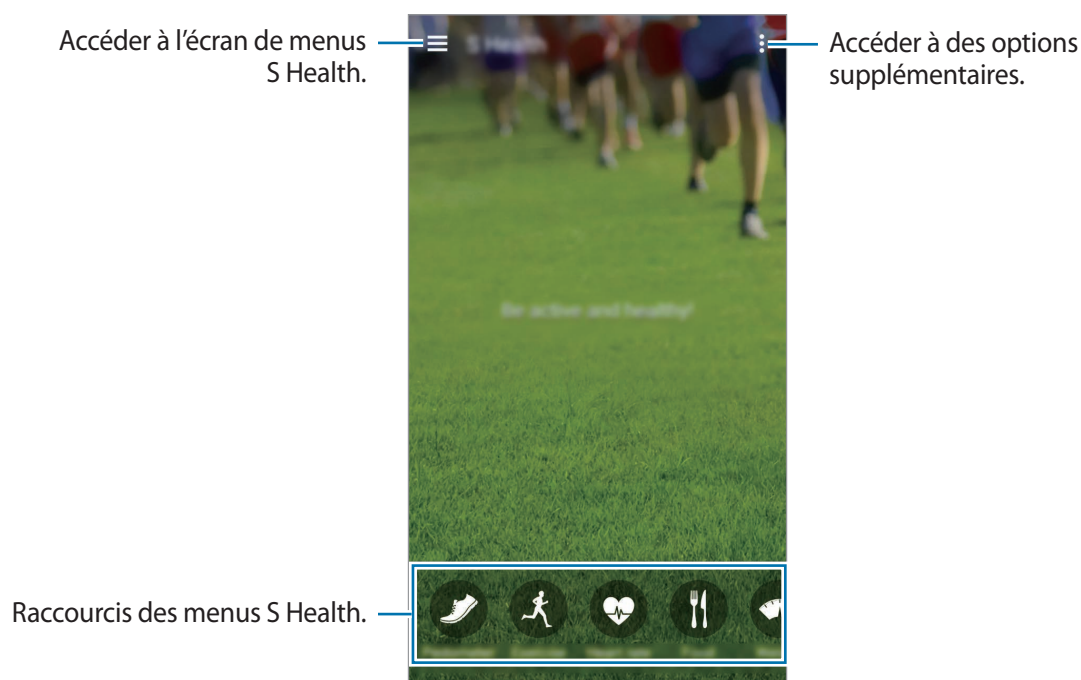 Accéder à l'écran de menus
S Health.
S Health
Accéder à des options
supplémentaires.
Be active and healthy!
Raccourcis des menus S Health.